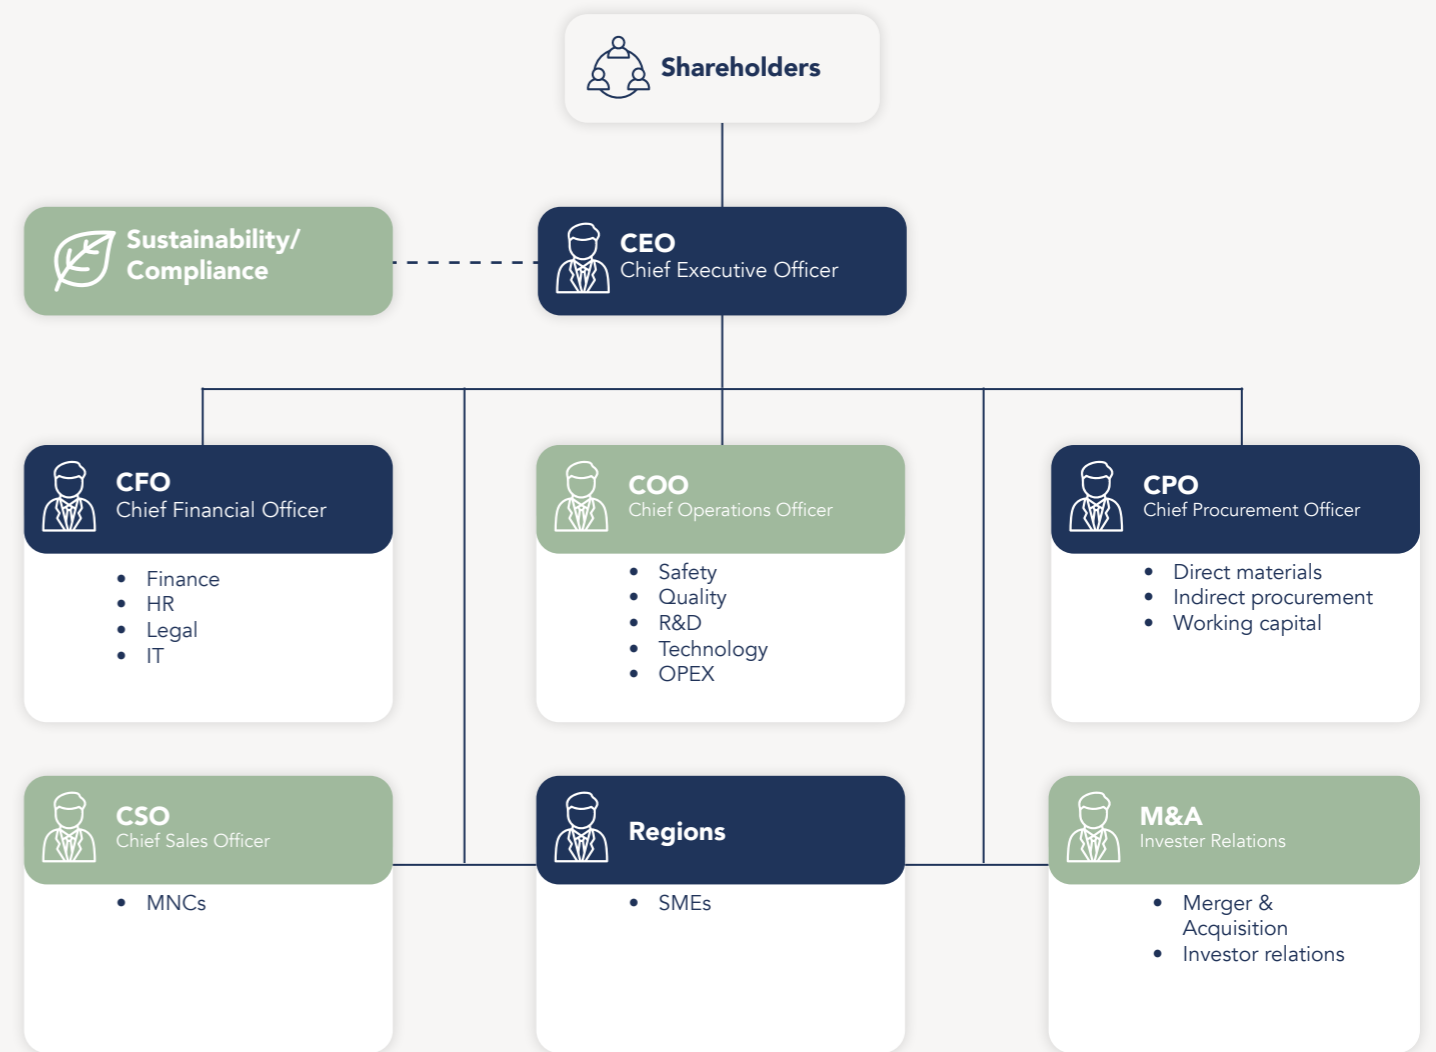 Shareholders
Sustainability/
Compliance
CEO
Chief Executive Officer
CFO
Chief Financial Officer
• Finance
• HR
• Legal
• IT
COO
Chief Operations Officer
• Safety
• Quality
• R&D
• Technology
• OPEX
CPO
Chief Procurement Officer
• Direct materials
• Indirect procurement
• Working capital
CSO
Chief Sales Officer
• MNCs
Regions
• SMEs
M&A
Invester Relations
• Merger &
Acquisition
• Investor relations